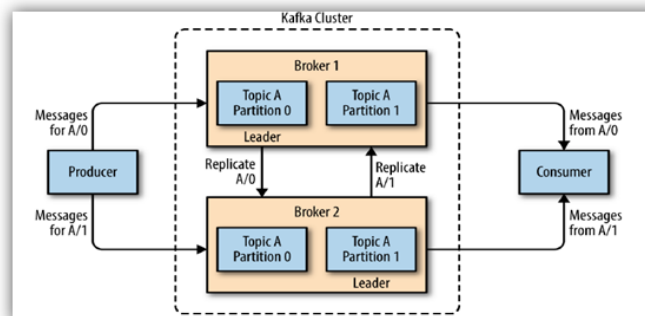 Kafka Cluster
Broker 1
Topic A
Partition 0
Topic A
Partition 1
Leader
Messages
for A/0
Messages
from A/0
Producer
Replicate
A/0
Replicate
A/1
Consumer
Messages
for A/1
Broker 2
Messages
from A/1
Topic A
Partition 0
Topic A
Partition 1
Leader